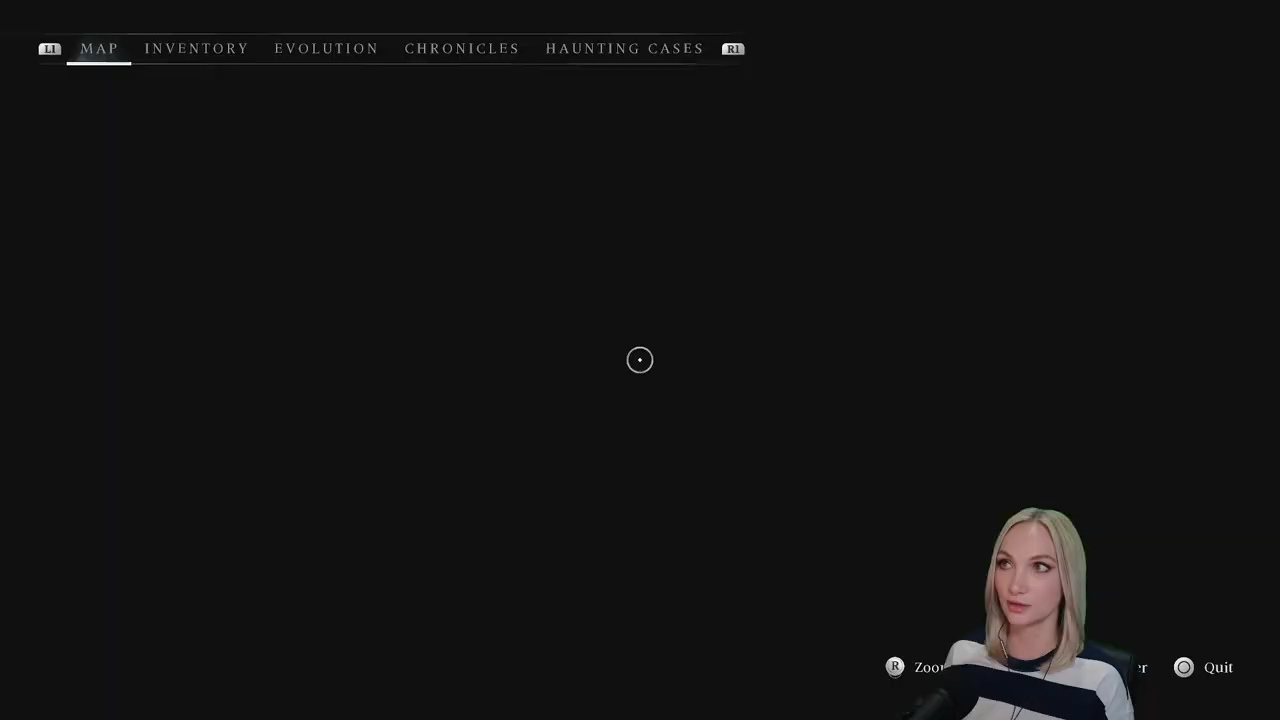 L1 MAP INVENTORY EVOLUTION CHRONICLES HAUNTING CASES R1
R Quit